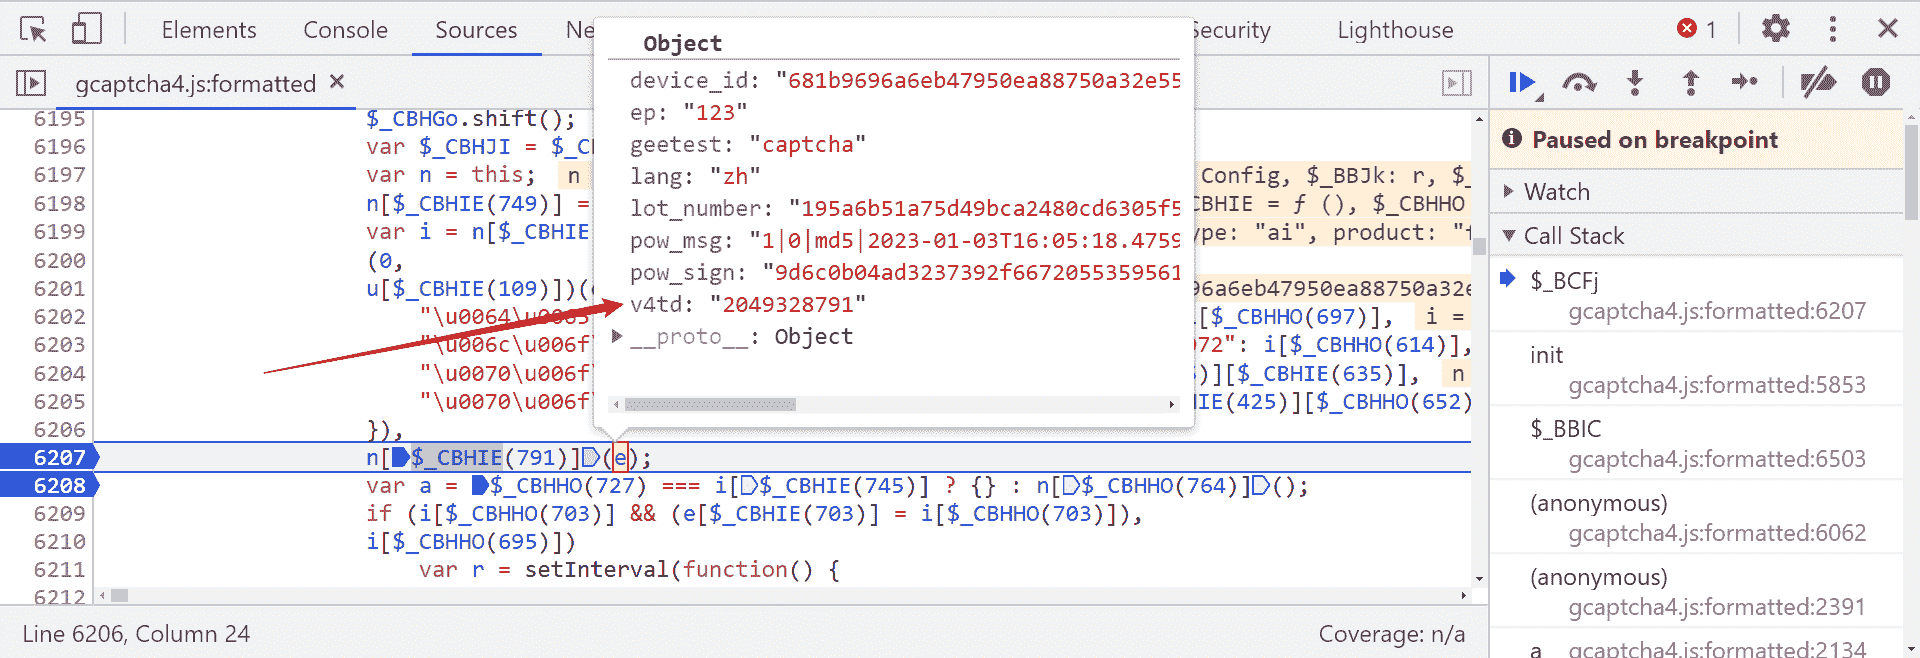 Elements Console Sources Ne Security Lighthouse 1
gcaptcha4.js:formatted
Object
device_id: "681b9696a6eb47950ea88750a32e55
ep: "123"
geetest: "captcha"
lang: "zh"
lot_number: "195a6b51a75d49bca2480cd6305f5
pow_msg: "1|0|md5|2023-01-03T16:05:18.4759
pow_sign: "9d6c0b04ad3237392f6672055359561
v4td: "2049328791"
__proto__: Object
6195 $_CBHGo.shift();
6196 var $_CBHJI = $_C
6197 var n = this; n Config, $_BBJk: r, $_
6198 n[$_CBHIE(749)] = CBHIE = ƒ (), $_CBHHO
6199 var i = n[$_CBHIE ype: "ai", product: "f
6200 (0,
6201 u[$_CBHIE(109)])( 96a6eb47950ea88750a32e
6202 "\u0064\u0065 [$_CBHHO(697)], i =
6203 "\u006c\u006f\ 072": i[$_CBHHO(614)],
6204 "\u0070\u006f\ )][$_CBHIE(635)], n
6205 "\u0070\u006f\ HIE(425)][$_CBHHO(652)
6206 }),
6207 n[$_CBHIE(791)](e);
6208 var a = $_CBHHO(727) === i[$_CBHIE(745)] ? {} : n[$_CBHHO(764)]();
6209 if (i[$_CBHHO(703)] && (e[$_CBHIE(703)] = i[$_CBHHO(703)]),
6210 i[$_CBHHO(695)])
6211 var r = setInterval(function() {
6212
Line 6206, Column 24 Coverage: n/a
Paused on breakpoint
Watch
Call Stack
$_BCFj
gcaptcha4.js:formatted:6207
init
gcaptcha4.js:formatted:5853
$_BBIC
gcaptcha4.js:formatted:6503
(anonymous)
gcaptcha4.js:formatted:6062
(anonymous)
gcaptcha4.js:formatted:2391
a gcaptcha4.js:formatted:2134